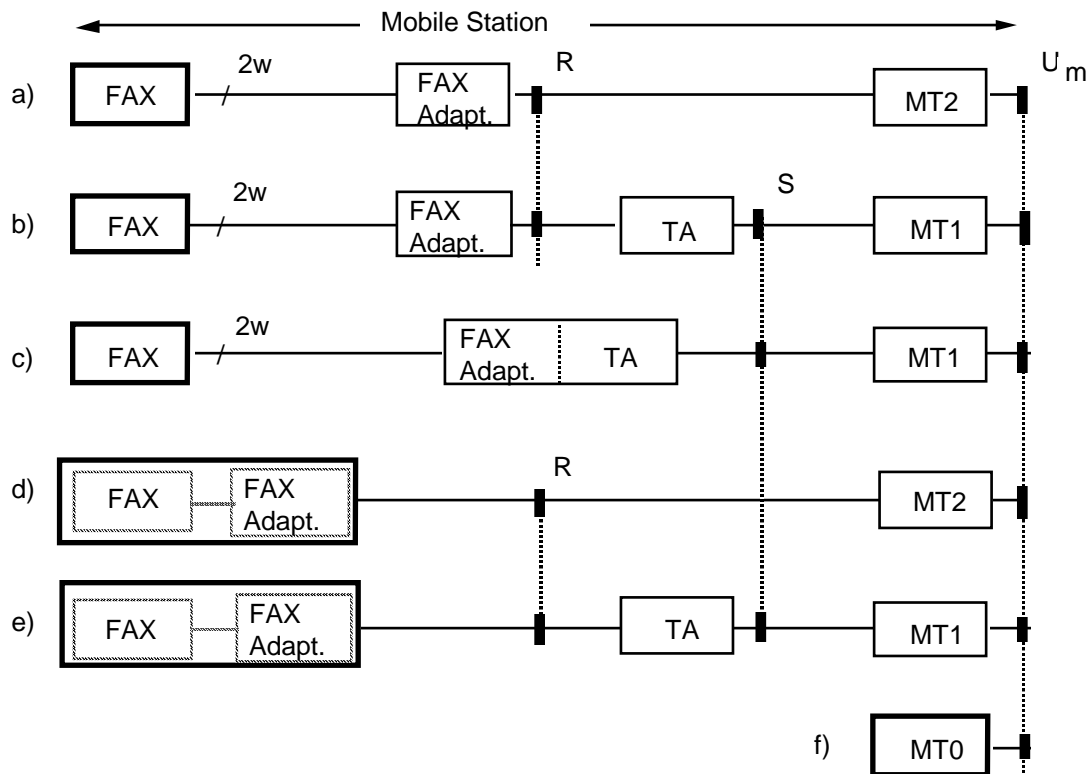 Mobile Station
2w
R
U
m
a)
FAX
FAX
Adapt.
MT2
2w
S
b)
FAX
FAX
Adapt.
TA
MT1
2w
c)
FAX
FAX
Adapt.
TA
MT1
R
d)
FAX
FAX
Adapt.
MT2
e)
FAX
FAX
Adapt.
TA
MT1
f)
MT0